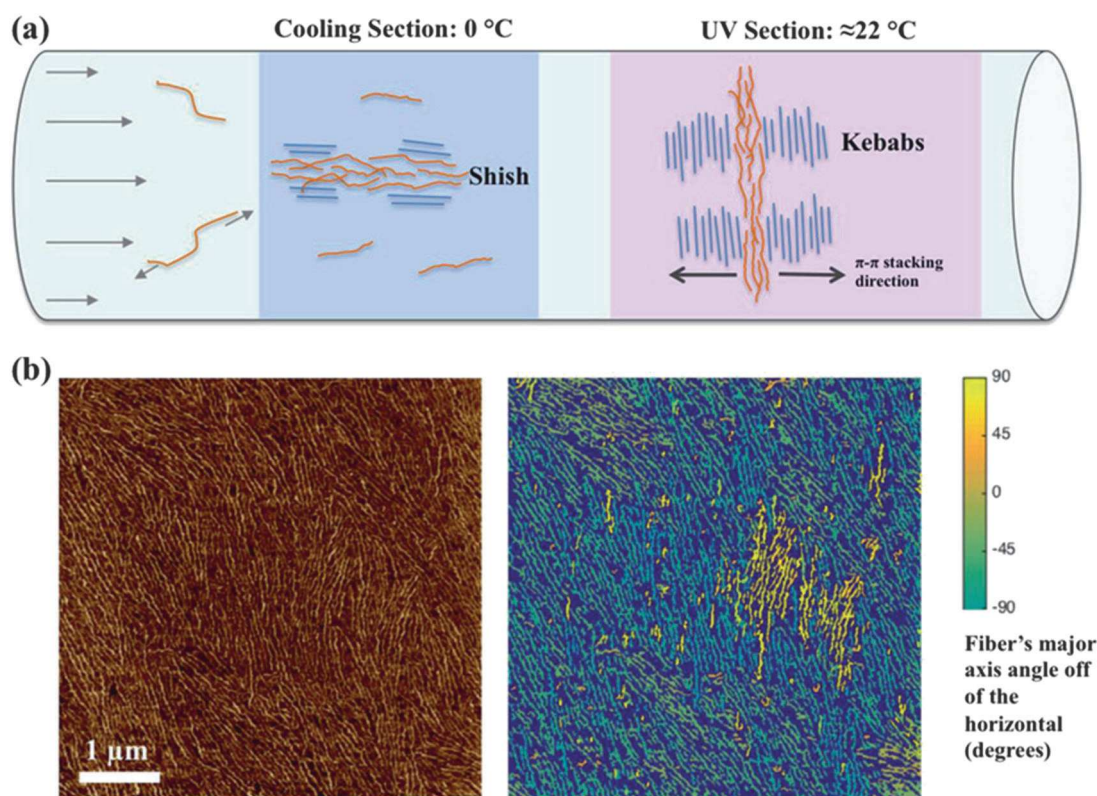 (a)
Cooling Section: 0 °C
UV Section: ≈22 °C
Shish
Kebabs
π-π stacking
direction
(b)
1 μm
90
45
0
-45
-90
Fiber's major
axis angle off
of the
horizontal
(degrees)